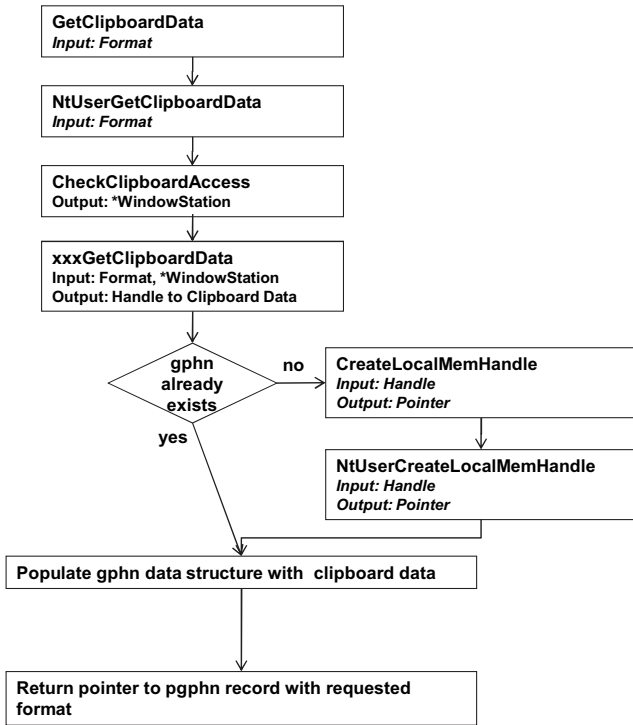 GetClipboardData
Input: Format
NtUserGetClipboardData
Input: Format
CheckClipboardAccess
Output: *WindowStation
xxxGetClipboardData
Input: Format, *WindowStation
Output: Handle to Clipboard Data
gphn
already
exists
no
yes
CreateLocalMemHandle
Input: Handle
Output: Pointer
NtUserCreateLocalMemHandle
Input: Handle
Output: Pointer
Populate gphn data structure with clipboard data
Return pointer to pgphn record with requested
format